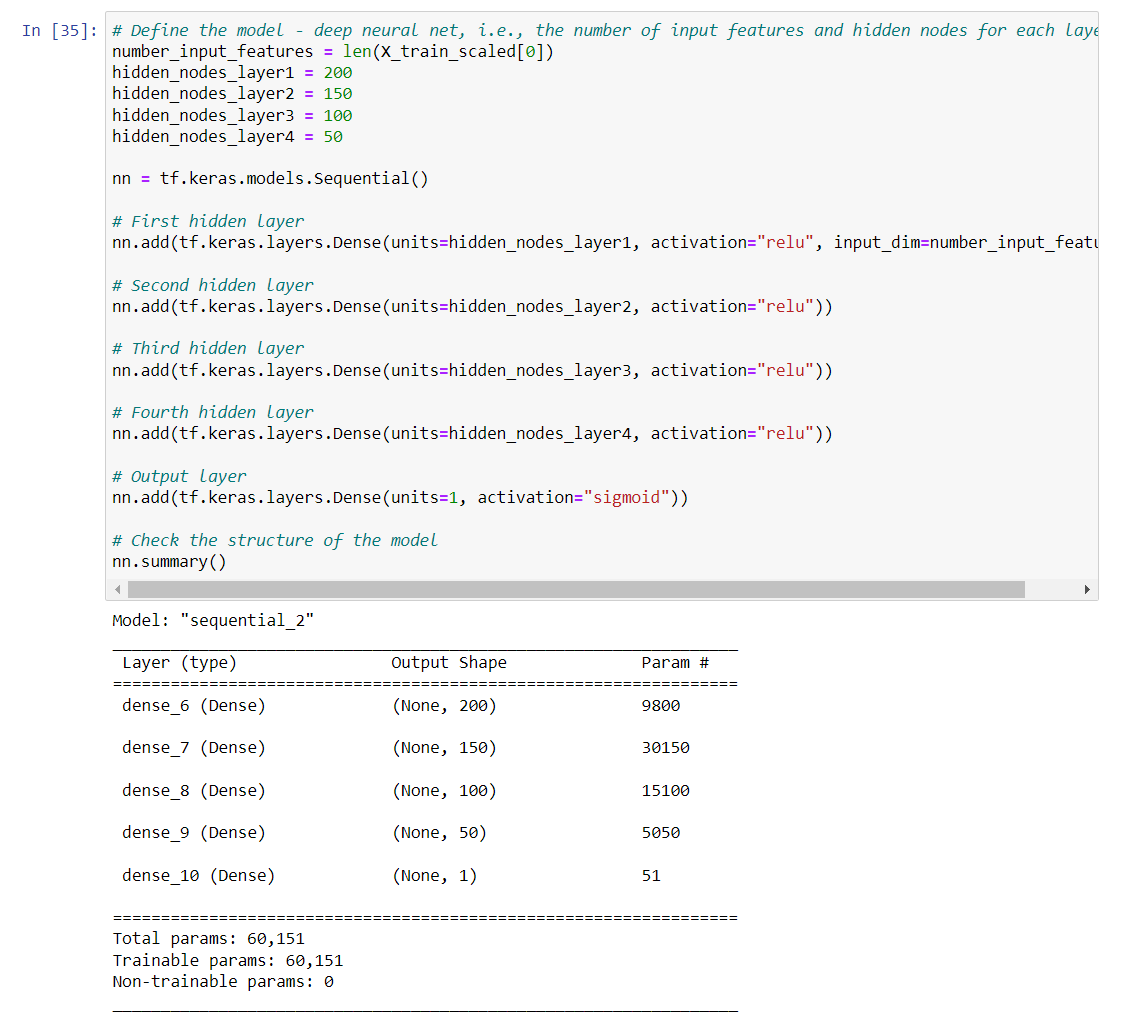 In [35]: # Define the model - deep neural net, i.e., the number of input features and hidden nodes for each
number_input_features = len(X_train_scaled[0])
hidden_nodes_layer1 = 200
hidden_nodes_layer2 = 150
hidden_nodes_layer3 = 100
hidden_nodes_layer4 = 50
nn = tf.keras.models.Sequential()
# First hidden layer
nn.add(tf.keras.layers.Dense(units=hidden_nodes_layer1, activation="relu", input_dim=number_input_
# Second hidden layer
nn.add(tf.keras.layers.Dense(units=hidden_nodes_layer2, activation="relu"))
# Third hidden layer
nn.add(tf.keras.layers.Dense(units=hidden_nodes_layer3, activation="relu"))
# Fourth hidden layer
nn.add(tf.keras.layers.Dense(units=hidden_nodes_layer4, activation="relu"))
# Output layer
nn.add(tf.keras.layers.Dense(units=1, activation="sigmoid"))
# Check the structure of the model
nn.summary()
Model: "sequential_2"
_________________________________________________________________
Layer (type) Output Shape Param #
=================================================================
dense_6 (Dense) (None, 200) 9800
dense_7 (Dense) (None, 150) 30150
dense_8 (Dense) (None, 100) 15100
dense_9 (Dense) (None, 50) 5050
dense_10 (Dense) (None, 1) 51
=================================================================
Total params: 60,151
Trainable params: 60,151
Non-trainable params: 0
_________________________________________________________________